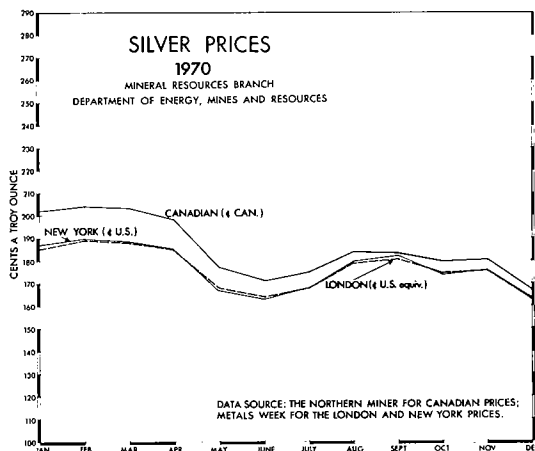 SILVER PRICES
1970
MINERAL RESOURCES BRANCH
DEPARTMENT OF ENERGY, MINES AND RESOURCES
290
280
270
260
250
240
230
220
210
200
190
180
170
160
150
140
130
120
110
100
CENTS A TROY OUNCE
CANADIAN (¢ CAN.)
NEW YORK (¢ U.S.)
LONDON (¢ U.S. equiv.)
DATA SOURCE: THE NORTHERN MINER FOR CANADIAN PRICES;
METALS WEEK FOR THE LONDON AND NEW YORK PRICES.
JAN FEB MAR APR MAY JUNE JULY AUG SEPT OCT NOV DE